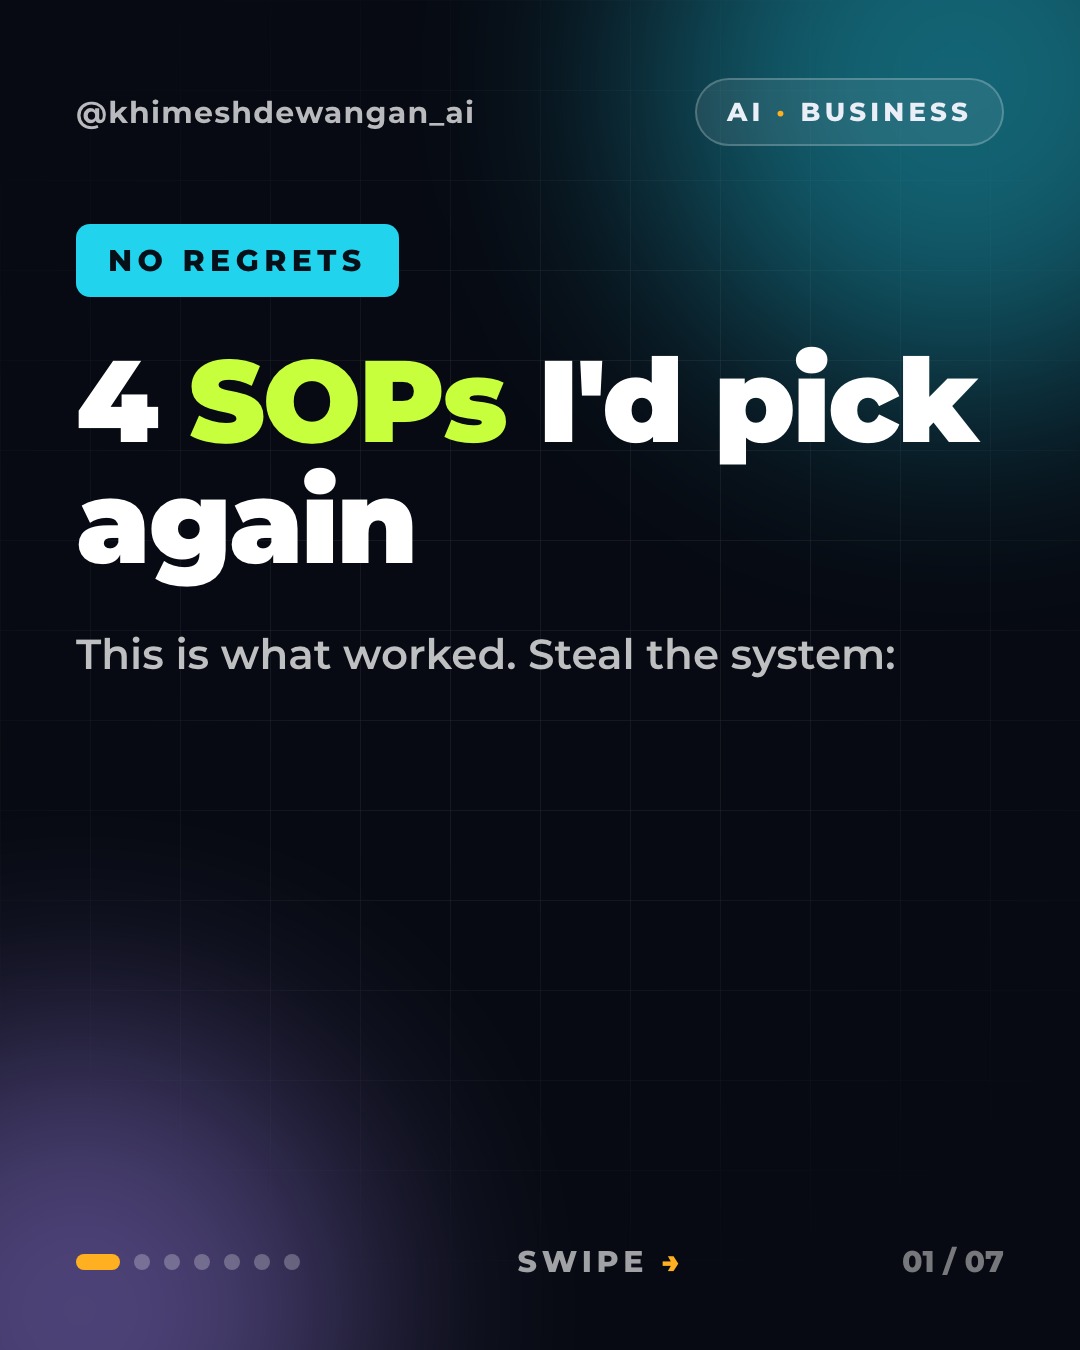 @khimeshdewangan_ai
AI · BUSINESS
NO REGRETS
4 SOPs I'd pick
again
This is what worked. Steal the system:
SWIPE →
01 / 07